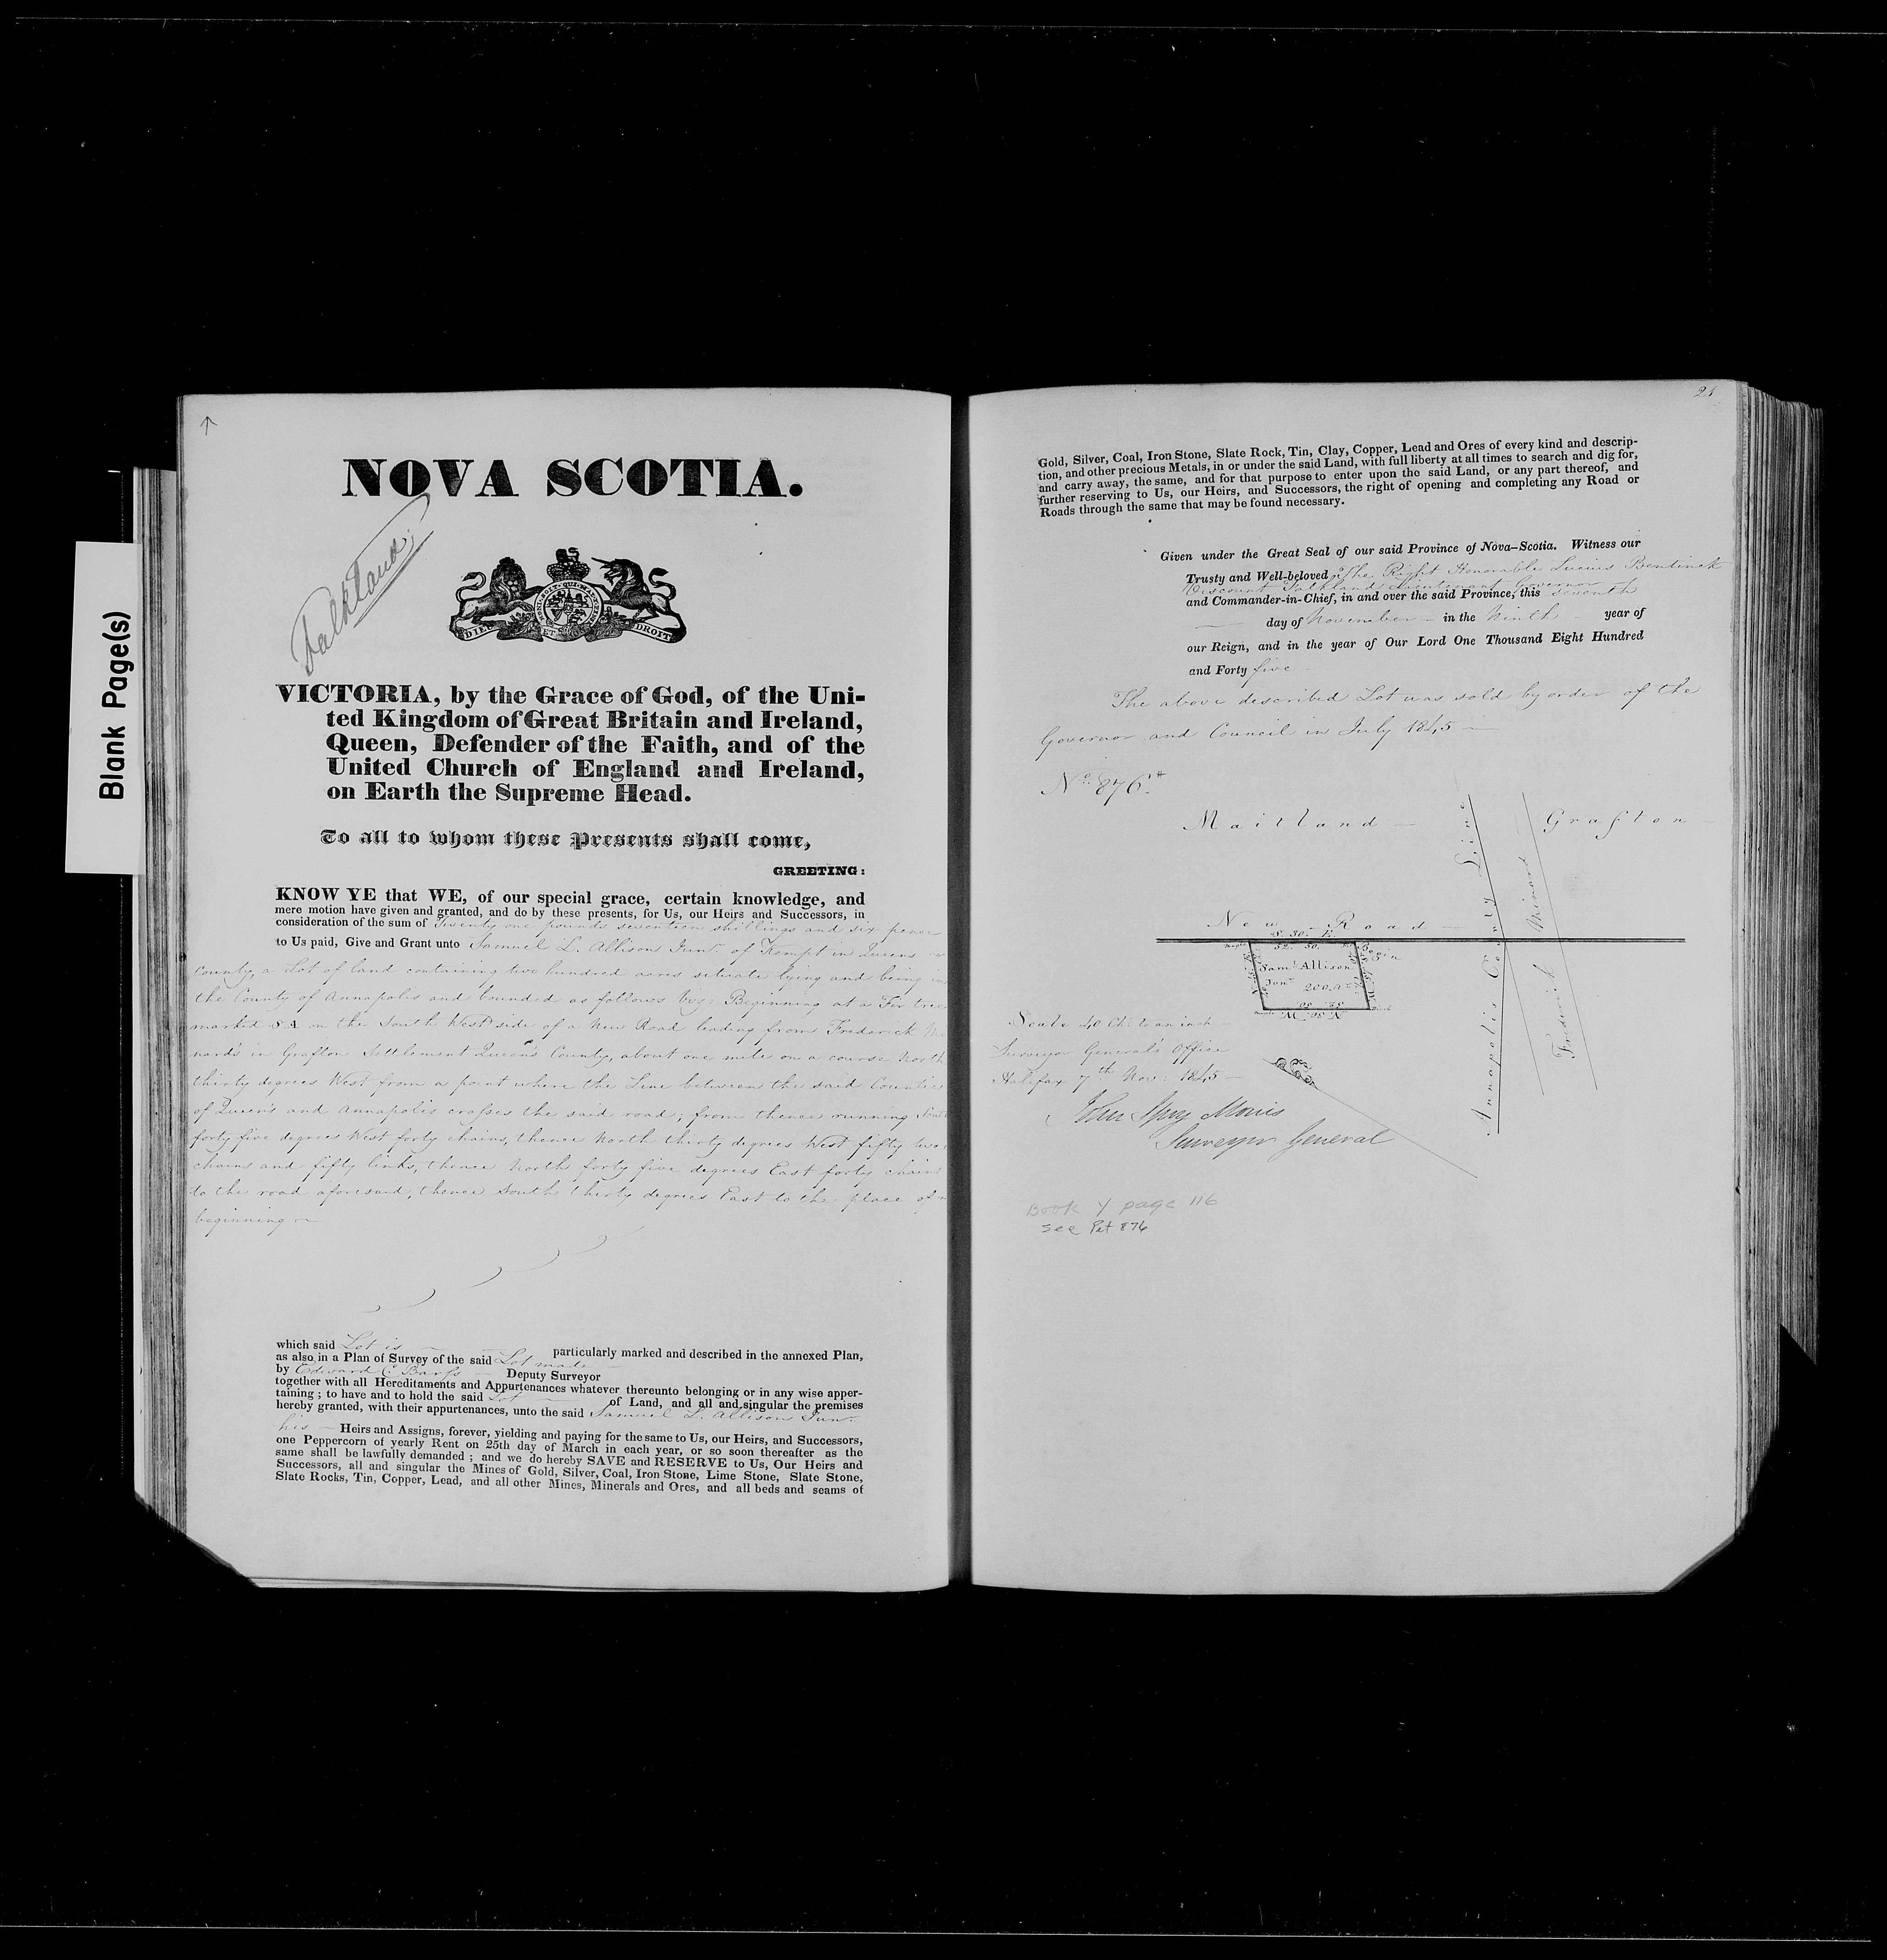 Blank Page(s)
NOVA SCOTIA.
Falkland
DIEU ET MON DROIT
VICTORIA, by the Grace of God, of the Uni-
ted Kingdom of Great Britain and Ireland,
Queen, Defender of the Faith, and of the
United Church of England and Ireland,
on Earth the Supreme Head.
To all to whom these Presents shall come,
GREETING:
KNOW YE that WE, of our special grace, certain knowledge, and
mere motion have given and granted, and do by these presents, for Us, our Heirs and Successors, in
consideration of the sum of Twenty one pounds seventeen shillings and six pence
to Us paid, Give and Grant unto Samuel L. Allison Junr. of Kempt in Queens
County, a Lot of land containing two hundred acres situate lying and being in
the County of Annapolis and bounded as follows viz: Beginning at a Fir tree
marked S A on the South West side of a New Road leading from Frederick Mi
nard's in Grafton Settlement Queen's County, about one mile on a course North
thirty degrees West from a point where the Line between the said Counties
of Queen's and Annapolis crosses the said road; from thence running South
forty five degrees West forty chains, thence North thirty degrees West fifty two
chains and fifty links, thence North forty five degrees East forty chains
to the road aforesaid, thence South thirty degrees East to the place of
beginning
which said Lot is particularly marked and described in the annexed Plan,
as also in a Plan of Survey of the said Lot made
by Edward C Barss Deputy Surveyor
together with all Hereditaments and Appurtenances whatever thereunto belonging or in any wise apper-
taining; to have and to hold the said Lot of Land, and all and singular the premises
hereby granted, with their appurtenances, unto the said Samuel L. Allison Junr.
his Heirs and Assigns, forever, yielding and paying for the same to Us, our Heirs, and Successors,
one Peppercorn of yearly Rent on 25th day of March in each year, or so soon thereafter as the
same shall be lawfully demanded; and we do hereby SAVE and RESERVE to Us, Our Heirs and
Successors, all and singular the Mines of Gold, Silver, Coal, Iron Stone, Lime Stone, Slate Stone,
Slate Rocks, Tin, Copper, Lead, and all other Mines, Minerals and Ores, and all beds and seams of
Gold, Silver, Coal, Iron Stone, Slate Rock, Tin, Clay, Copper, Lead and Ores of every kind and descrip-
tion, and other precious Metals, in or under the said Land, with full liberty at all times to search and dig for,
and carry away, the same, and for that purpose to enter upon the said Land, or any part thereof, and
further reserving to Us, our Heirs, and Successors, the right of opening and completing any Road or
Roads through the same that may be found necessary.
Given under the Great Seal of our said Province of Nova-Scotia. Witness our
Trusty and Well-beloved The Right Honorable Lucius Bentinck
Viscount Falkland Lieutenant Governor
and Commander-in-Chief, in and over the said Province, this seventh
day of November in the Ninth year of
our Reign, and in the year of Our Lord One Thousand Eight Hundred
and Forty five
The above described Lot was sold by order of the
Governor and Council in July 1845
No. 876
Maitland
Grafton
Annapolis County Line
Frederick Minard
New Road
S. 30. E.
52. 50.
Begin
Saml. Allison
Junr. 200. A
N. 30. W.
52. 50
Scale 40 Chs. to an inch
Surveyor General's Office
Halifax 7th Nov: 1845
John Spry Morris
Surveyor General
Book Y page 116
see Pet 876